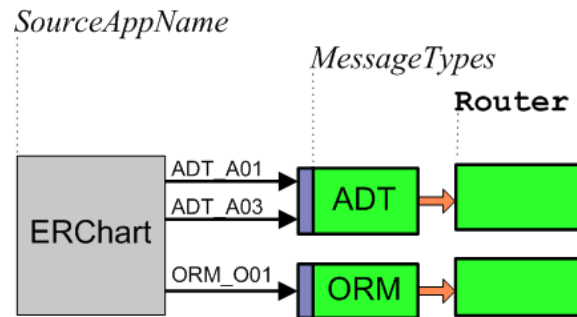 SourceAppName
MessageTypes
Router
ADT_A01
ADT_A03
ADT
ERChart
ORM_O01
ORM